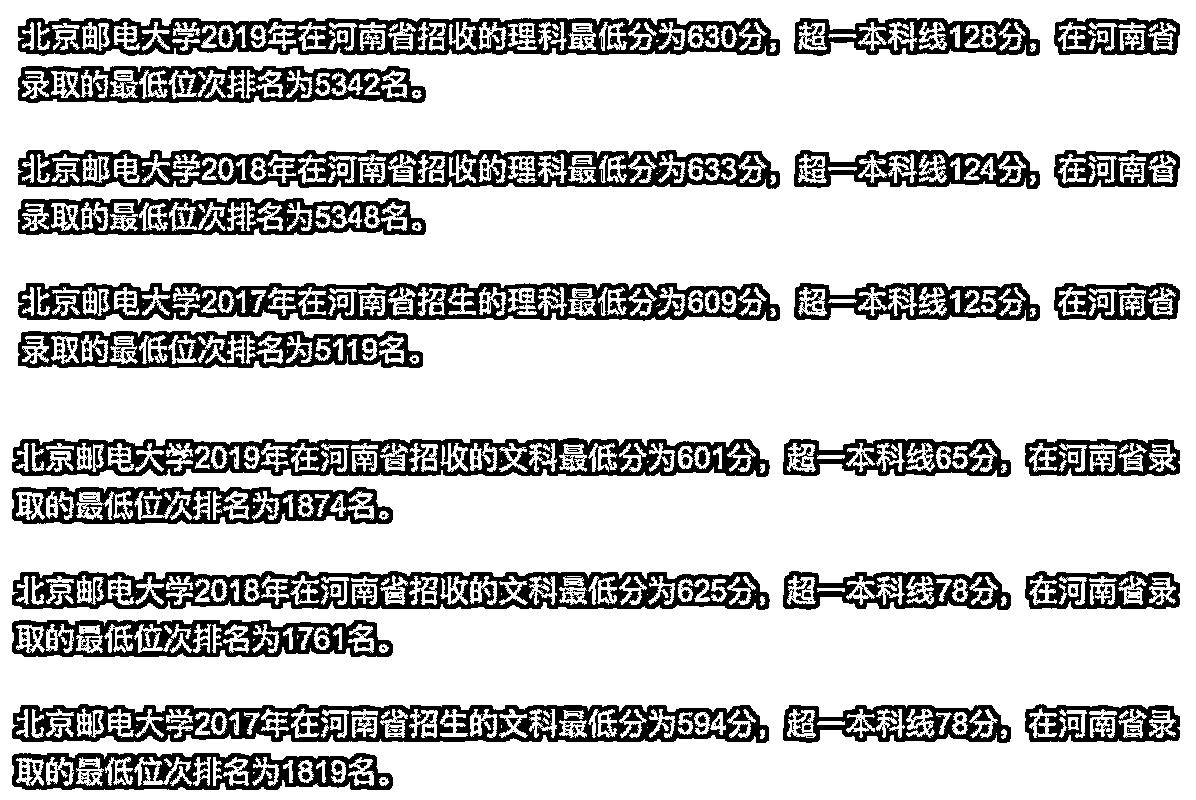 北京邮电大学2019年在河南省招收的理科最低分为630分，超一本科线128分，在河南省
录取的最低位次排名为5342名。
北京邮电大学2018年在河南省招收的理科最低分为633分，超一本科线124分，在河南省
录取的最低位次排名为5348名。
北京邮电大学2017年在河南省招生的理科最低分为609分，超一本科线125分，在河南省
录取的最低位次排名为5119名。
北京邮电大学2019年在河南省招收的文科最低分为601分，超一本科线65分，在河南省录
取的最低位次排名为1874名。
北京邮电大学2018年在河南省招收的文科最低分为625分，超一本科线78分，在河南省录
取的最低位次排名为1761名。
北京邮电大学2017年在河南省招生的文科最低分为594分，超一本科线78分，在河南省录
取的最低位次排名为1819名。